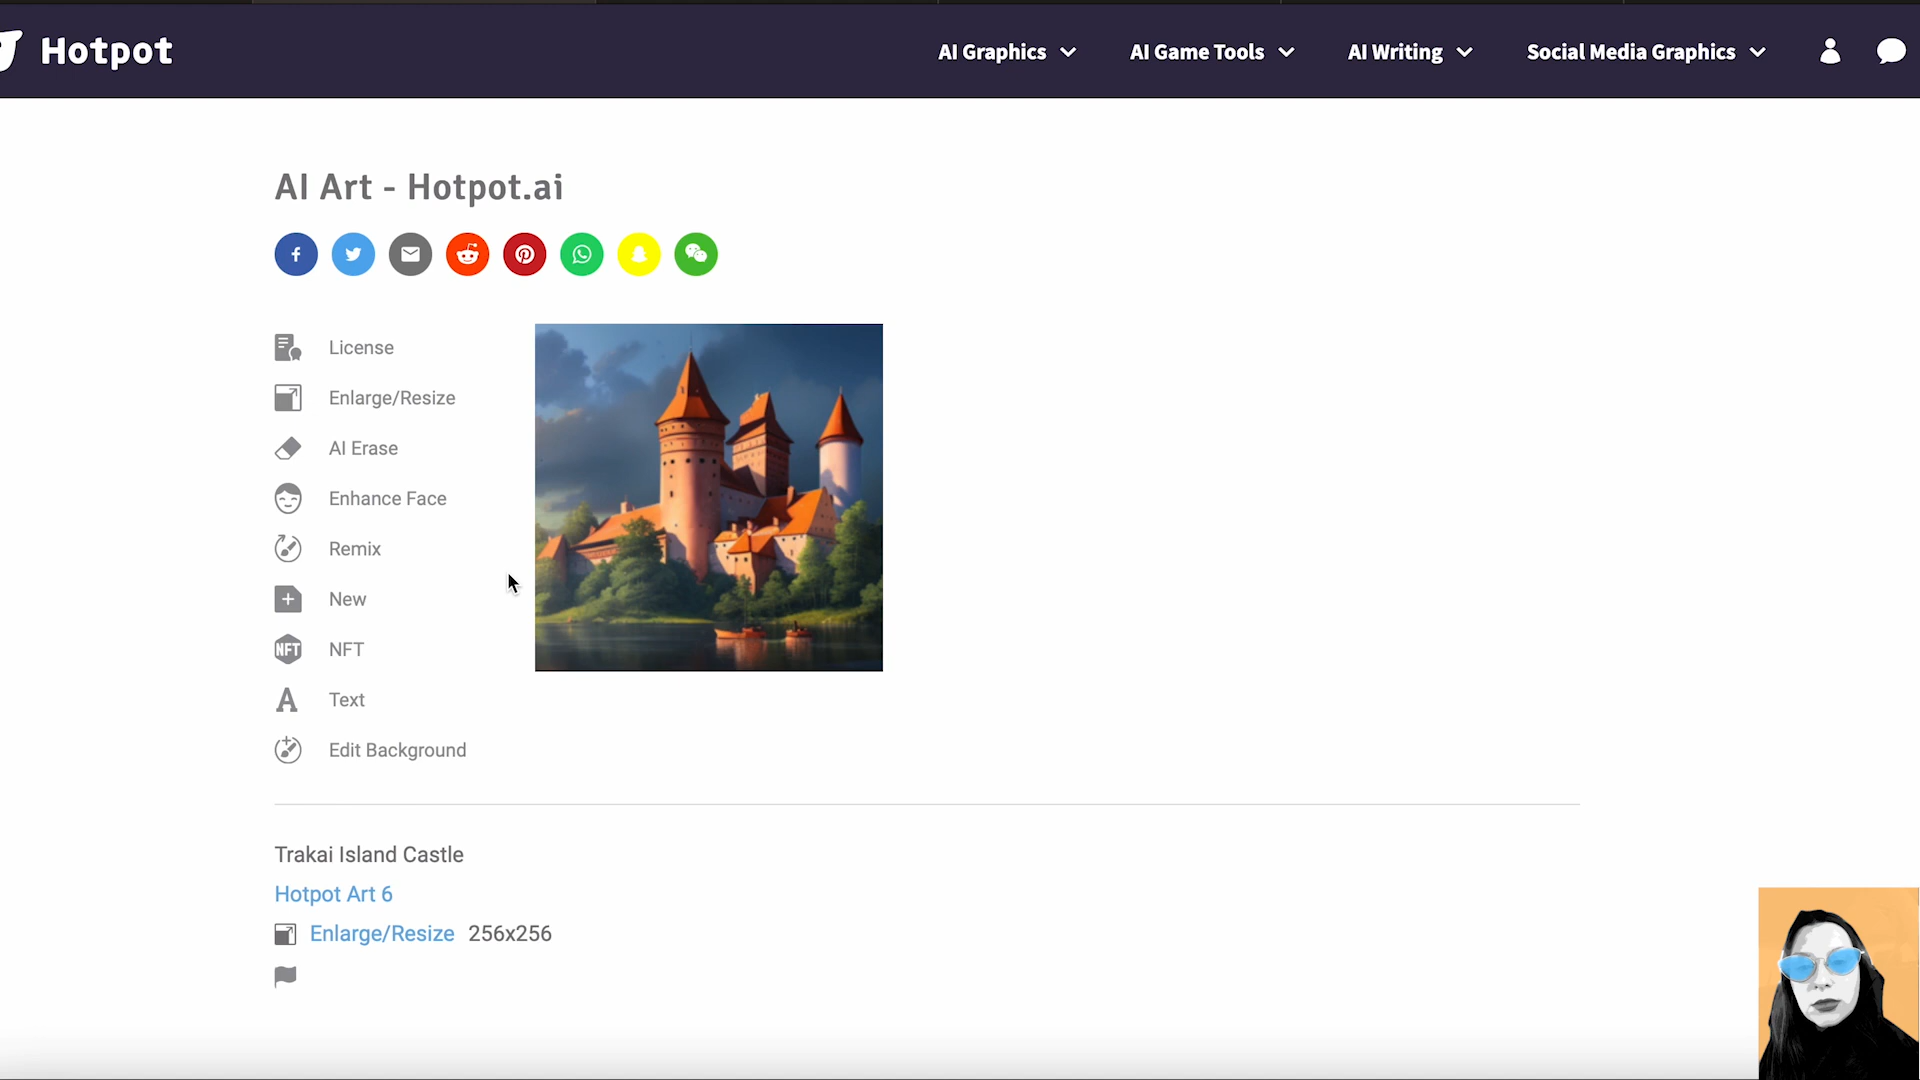 Hotpot
AI Graphics
AI Game Tools
AI Writing
Social Media Graphics
AI Art - Hotpot.ai
License
Enlarge/Resize
AI Erase
Enhance Face
Remix
New
NFT NFT
A Text
Edit Background
Trakai Island Castle
Hotpot Art 6
Enlarge/Resize 256x256